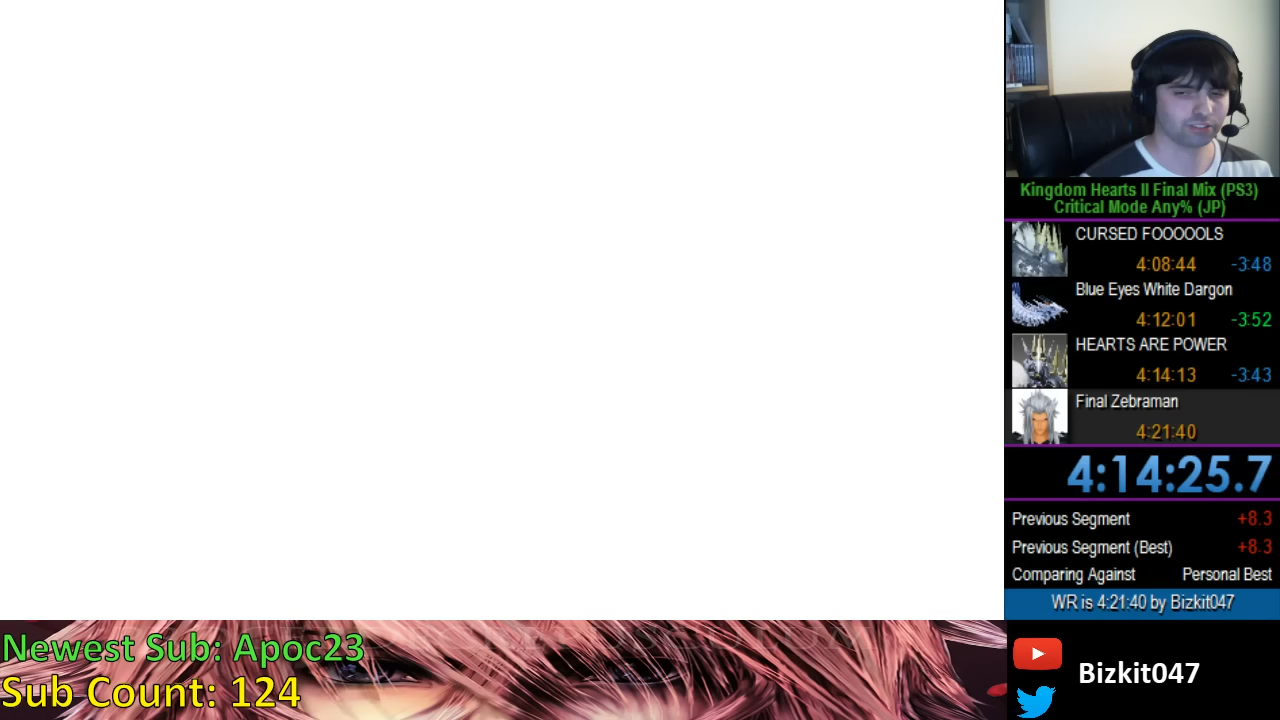 Kingdom Hearts II Final Mix (PS3)
Critical Mode Any% (JP)
CURSED FOOOOOLS
4:08:44 -3:48
Blue Eyes White Dargon
4:12:01 -3:52
HEARTS ARE POWER
4:14:13 -3:43
Final Zebraman
4:21:40
4:14:25.7
Previous Segment +8.3
Previous Segment (Best) +8.3
Comparing Against Personal Best
WR is 4:21:40 by Bizkit047
Newest Sub: Apoc23
Sub Count: 124
Bizkit047